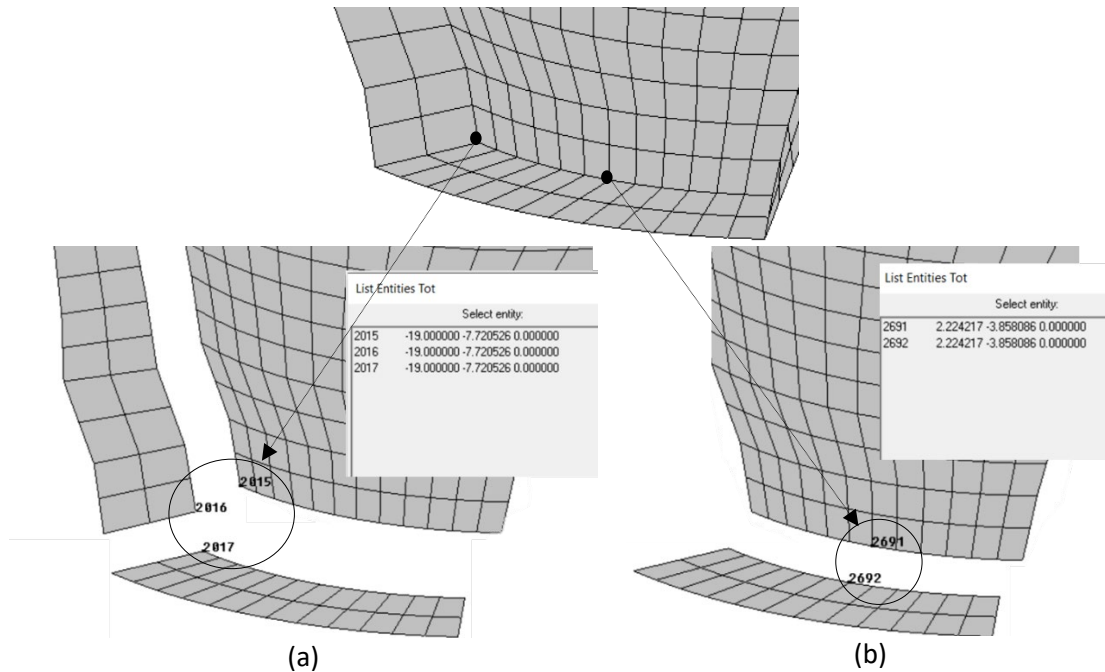 List Entities Tot
Select entity:
2015 -19.000000 -7.720526 0.000000
2016 -19.000000 -7.720526 0.000000
2017 -19.000000 -7.720526 0.000000
2015
2016
2017
(a)
List Entities Tot
Select entity:
2691 2.224217 -3.858086 0.000000
2692 2.224217 -3.858086 0.000000
2691
2692
(b)